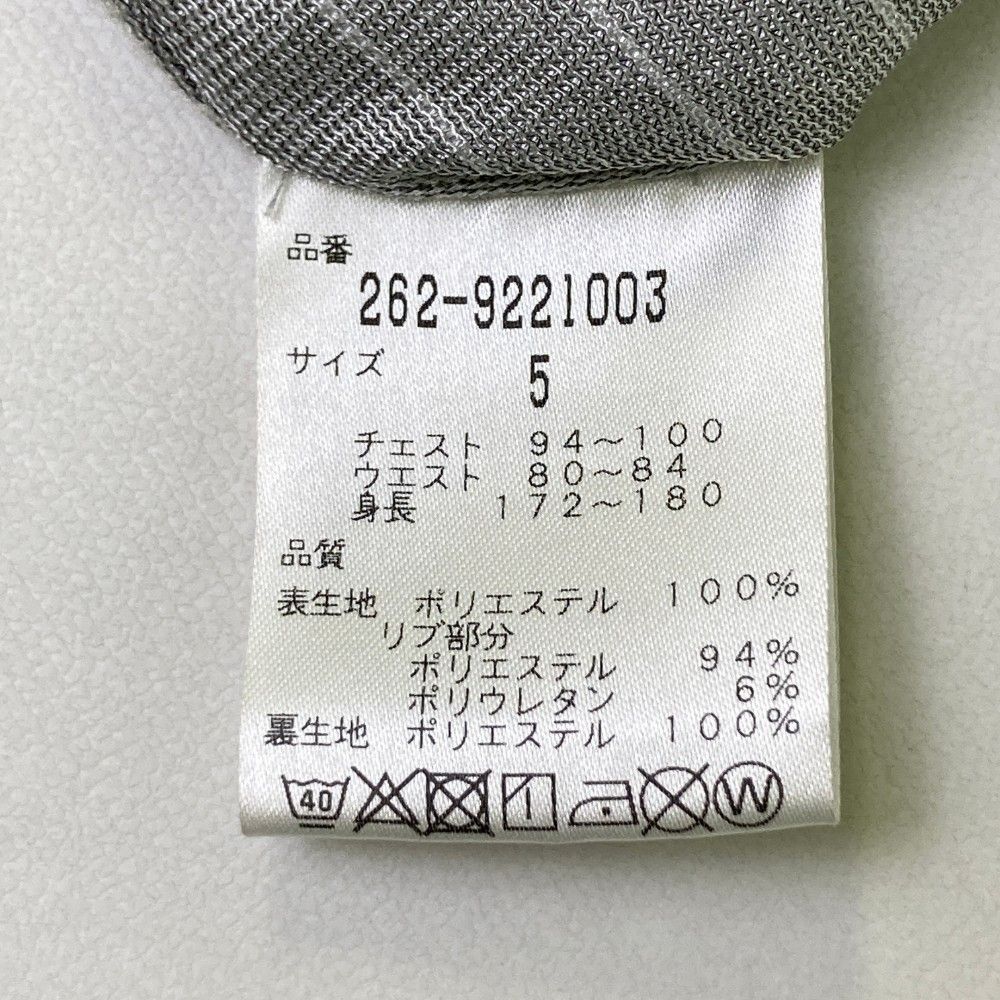 品番
262-9221003
サイズ 5
チェスト 94～100
ウエスト 80～84
身長 172～180
品質
表生地 ポリエステル 100%
リブ部分
ポリエステル 94%
ポリウレタン 6%
裏生地 ポリエステル 100%
40 W